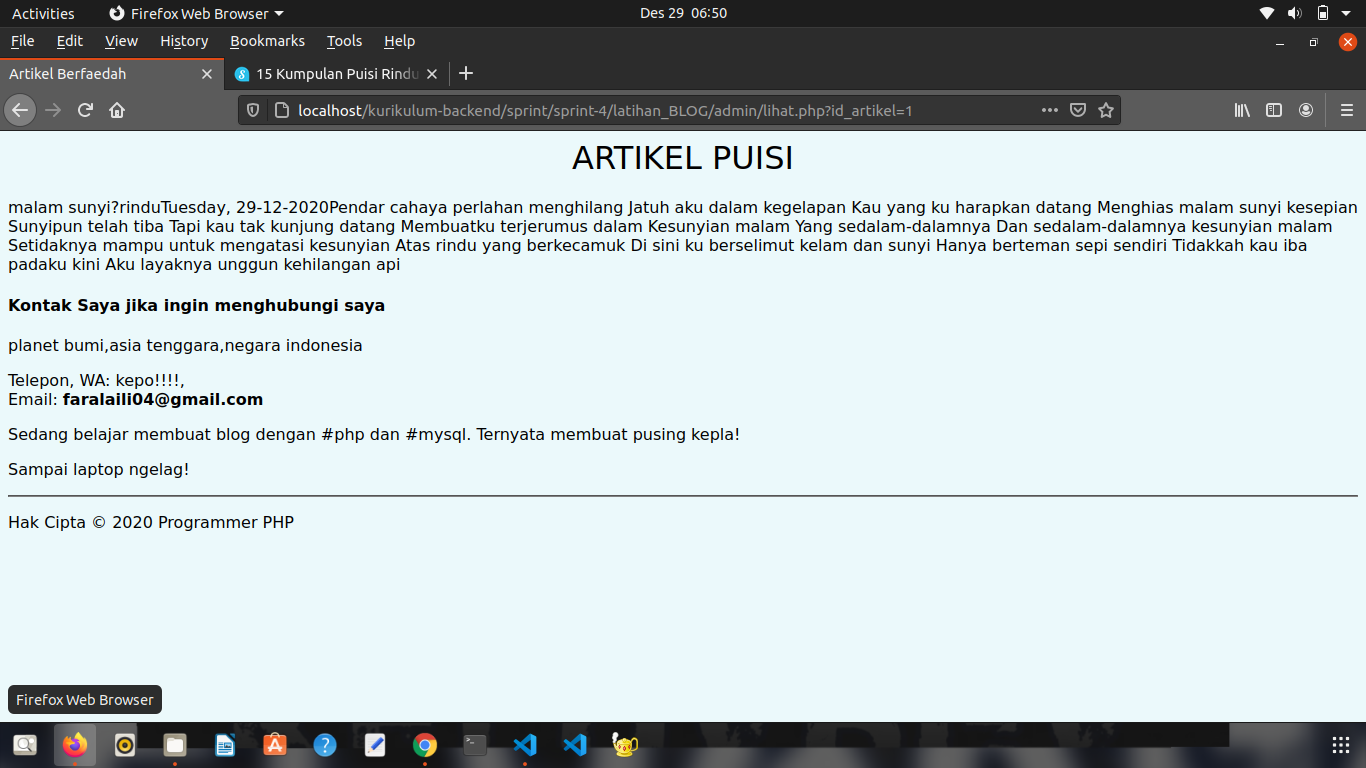 Activities
Firefox Web Browser
Des 29 06:50
File Edit View History Bookmarks Tools Help
Artikel Berfaedah
15 Kumpulan Puisi Rindu
localhost/kurikulum-backend/sprint/sprint-4/latihan_BLOG/admin/lihat.php?id_artikel=1
ARTIKEL PUISI
malam sunyi?rinduTuesday, 29-12-2020Pendar cahaya perlahan menghilang Jatuh aku dalam kegelapan Kau yang ku harapkan datang Menghias malam sunyi kesepian
Sunyipun telah tiba Tapi kau tak kunjung datang Membuatku terjerumus dalam Kesunyian malam Yang sedalam-dalamnya Dan sedalam-dalamnya kesunyian malam
Setidaknya mampu untuk mengatasi kesunyian Atas rindu yang berkecamuk Di sini ku berselimut kelam dan sunyi Hanya berteman sepi sendiri Tidakkah kau iba
padaku kini Aku layaknya unggun kehilangan api
Kontak Saya jika ingin menghubungi saya
planet bumi,asia tenggara,negara indonesia
Telepon, WA: kepo!!!!,
Email: faralaili04@gmail.com
Sedang belajar membuat blog dengan #php dan #mysql. Ternyata membuat pusing kepla!
Sampai laptop ngelag!
Hak Cipta © 2020 Programmer PHP
Firefox Web Browser